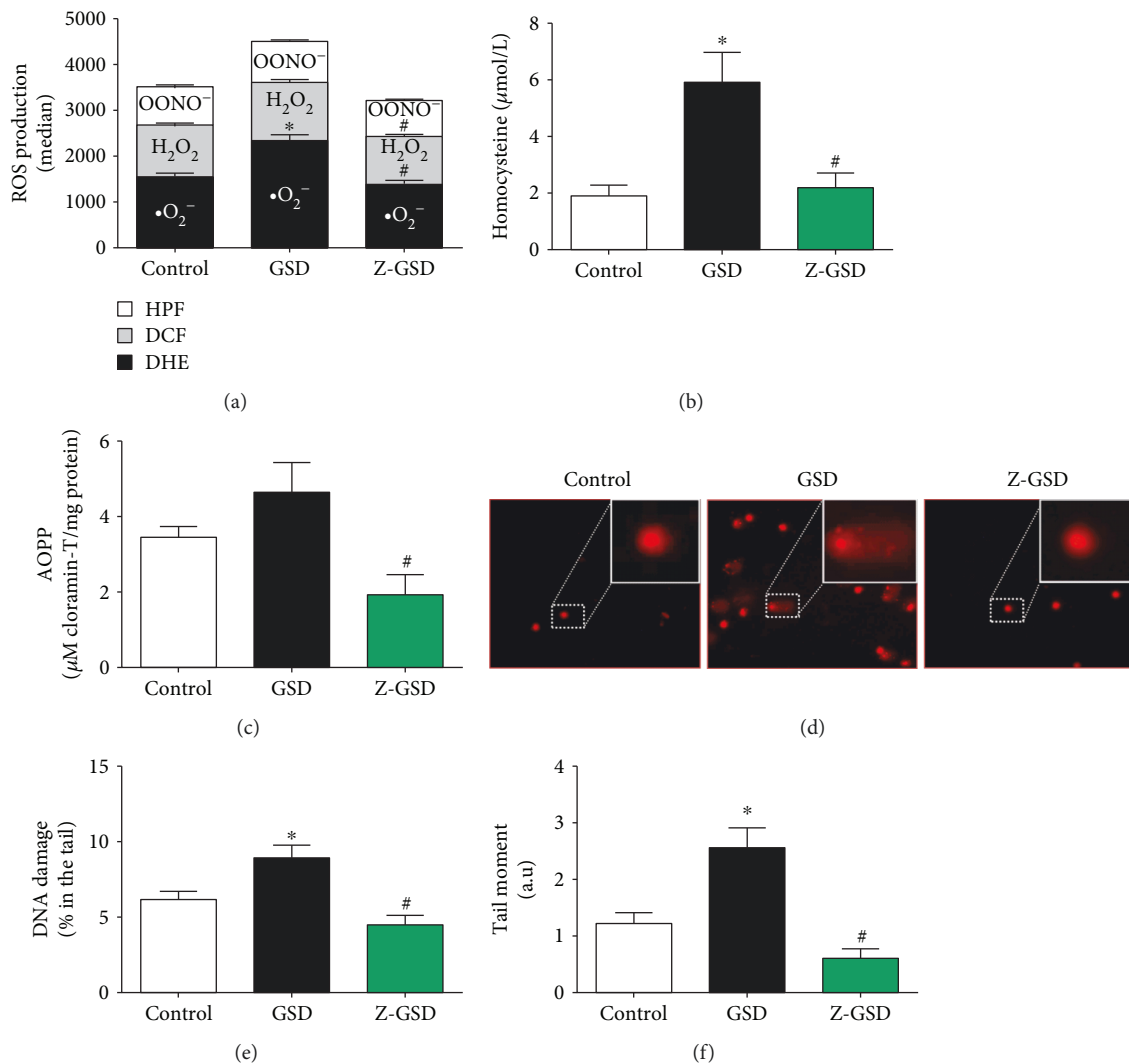 5000
4000
3000
2000
1000
0
ROS production
(median)
OONO⁻
H₂O₂
•O₂⁻
OONO⁻
H₂O₂
*
•O₂⁻
OONO⁻
#
H₂O₂
#
•O₂⁻
Control GSD Z-GSD
HPF
DCF
DHE
(a)
8
6
4
2
0
Homocysteine (μmol/L)
*
#
Control GSD Z-GSD
(b)
6
4
2
0
AOPP
(μM cloramin-T/mg protein)
#
Control GSD Z-GSD
(c)
Control GSD Z-GSD
(d)
15
10
5
0
DNA damage
(% in the tail)
*
#
Control GSD Z-GSD
(e)
4
3
2
1
0
Tail moment
(a.u)
*
#
Control GSD Z-GSD
(f)